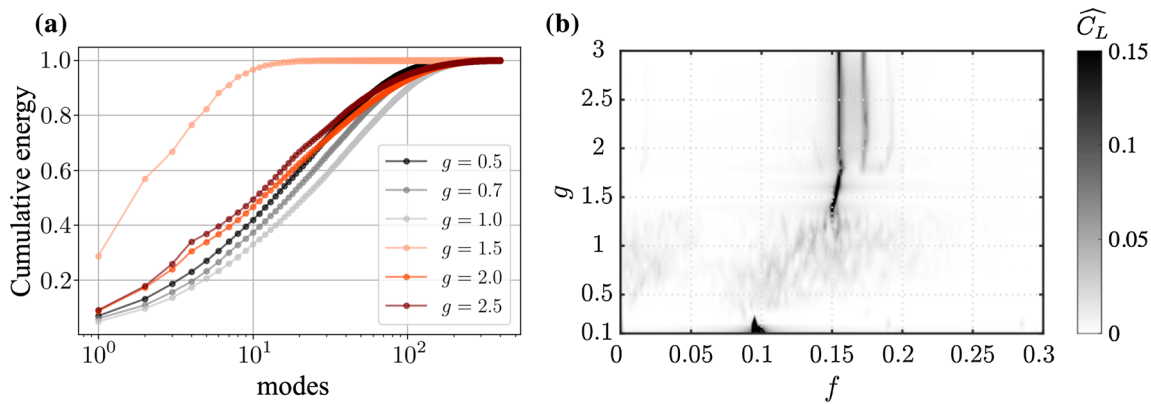 (a)
Cumulative energy
1.0
0.8
0.6
0.4
0.2
10^0
10^1
10^2
modes
g = 0.5
g = 0.7
g = 1.0
g = 1.5
g = 2.0
g = 2.5
(b)
g
3
2.5
2
1.5
1
0.5
0.1
0
0.05
0.1
0.15
0.2
0.25
0.3
f
\widehat{C_L}
0.15
0.1
0.05
0